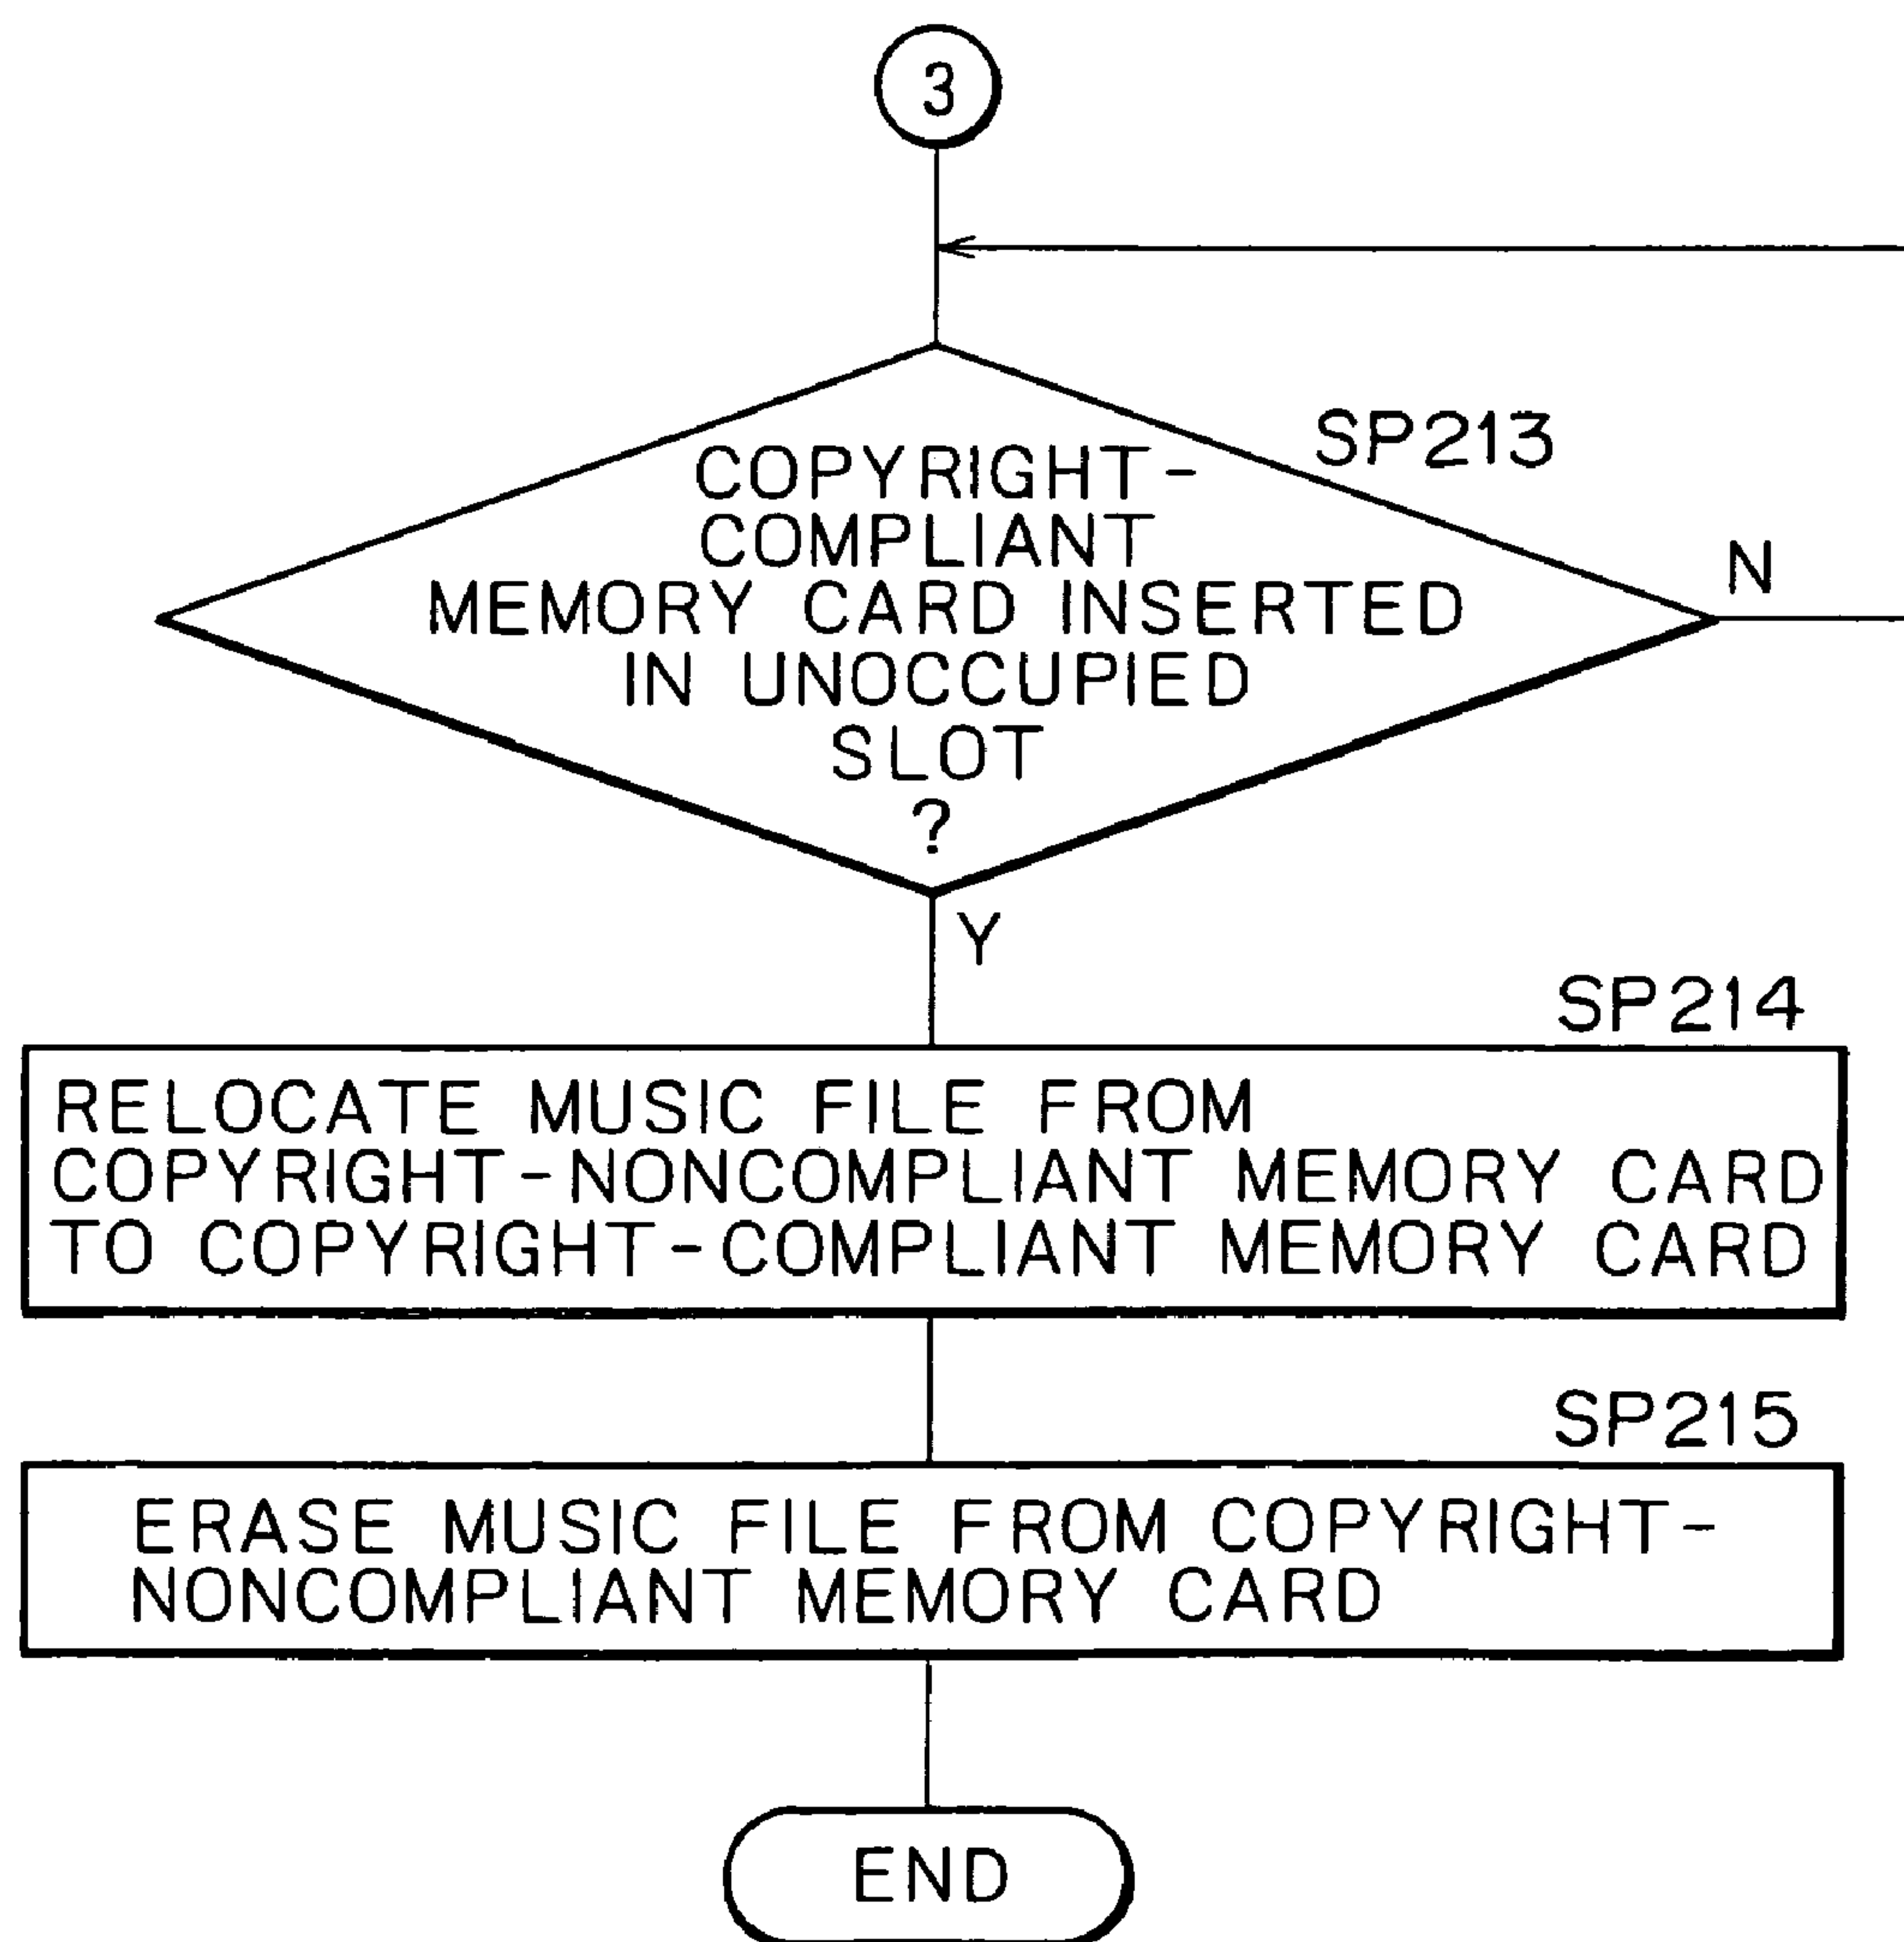 3
SP213
COPYRIGHT-
COMPLIANT
MEMORY CARD INSERTED
IN UNOCCUPIED
SLOT
?
N
Y
SP214
RELOCATE MUSIC FILE FROM
COPYRIGHT-NONCOMPLIANT MEMORY CARD
TO COPYRIGHT-COMPLIANT MEMORY CARD
SP215
ERASE MUSIC FILE FROM COPYRIGHT-
NONCOMPLIANT MEMORY CARD
END